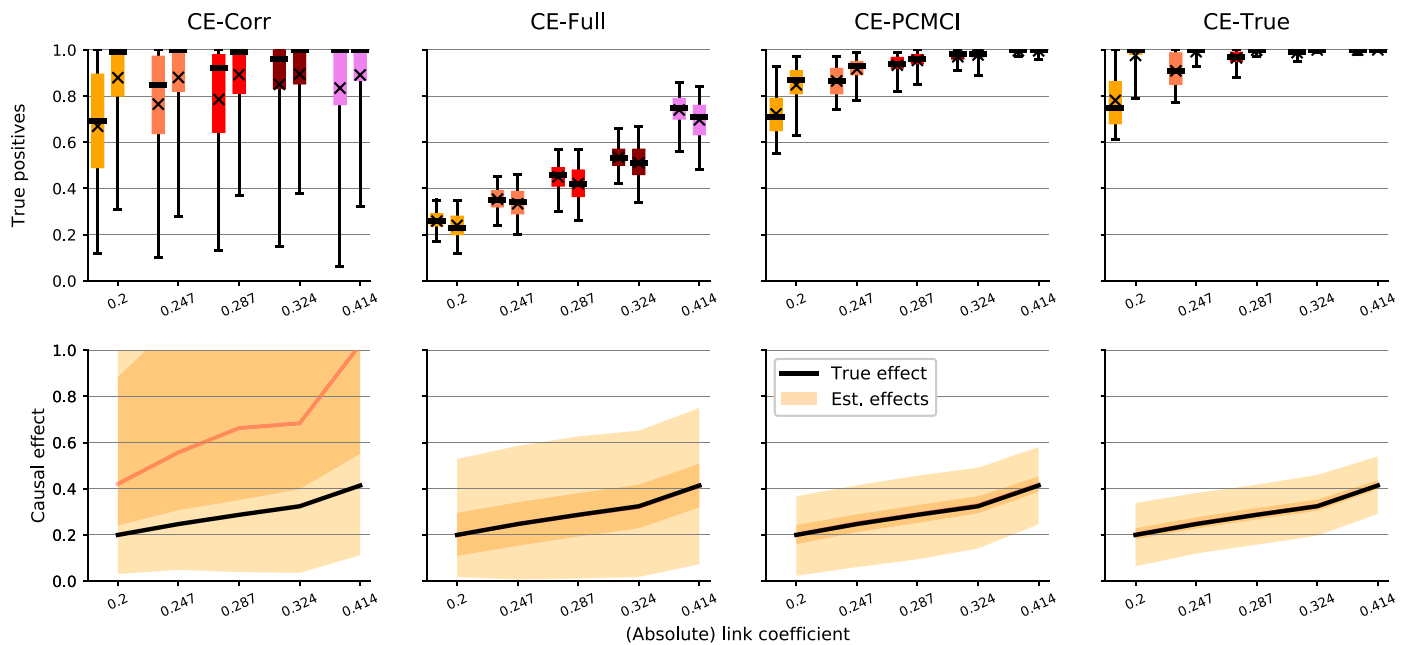 CE-Corr CE-Full CE-PCMCI CE-True
True positives
1.0
0.8
0.6
0.4
0.2
0.0
0.2 0.247 0.287 0.324 0.414 0.2 0.247 0.287 0.324 0.414 0.2 0.247 0.287 0.324 0.414 0.2 0.247 0.287 0.324 0.414
Causal effect
1.0
0.8
0.6
0.4
0.2
0.0
True effect
Est. effects
0.2 0.247 0.287 0.324 0.414 0.2 0.247 0.287 0.324 0.414 0.2 0.247 0.287 0.324 0.414 0.2 0.247 0.287 0.324 0.414
(Absolute) link coefficient